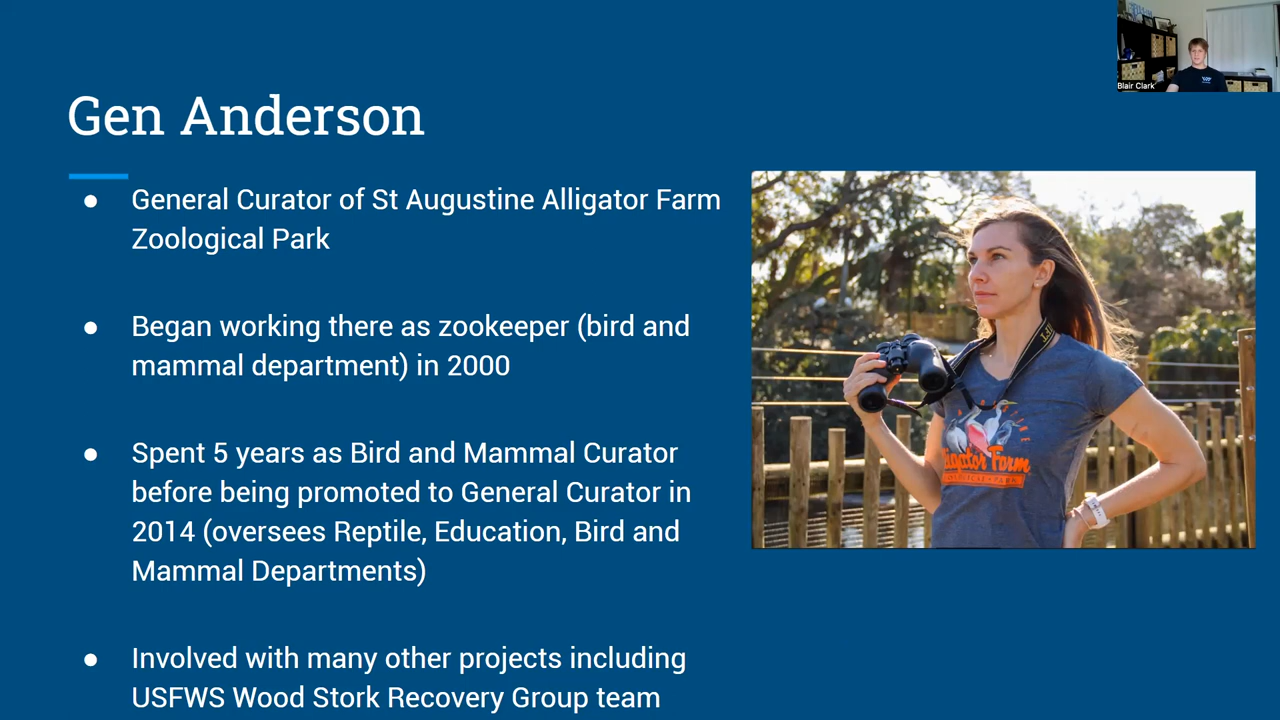 Blair Clark
Gen Anderson
● General Curator of St Augustine Alligator Farm
Zoological Park
● Began working there as zookeeper (bird and
mammal department) in 2000
● Spent 5 years as Bird and Mammal Curator
before being promoted to General Curator in
2014 (oversees Reptile, Education, Bird and
Mammal Departments)
● Involved with many other projects including
USFWS Wood Stork Recovery Group team
Farm